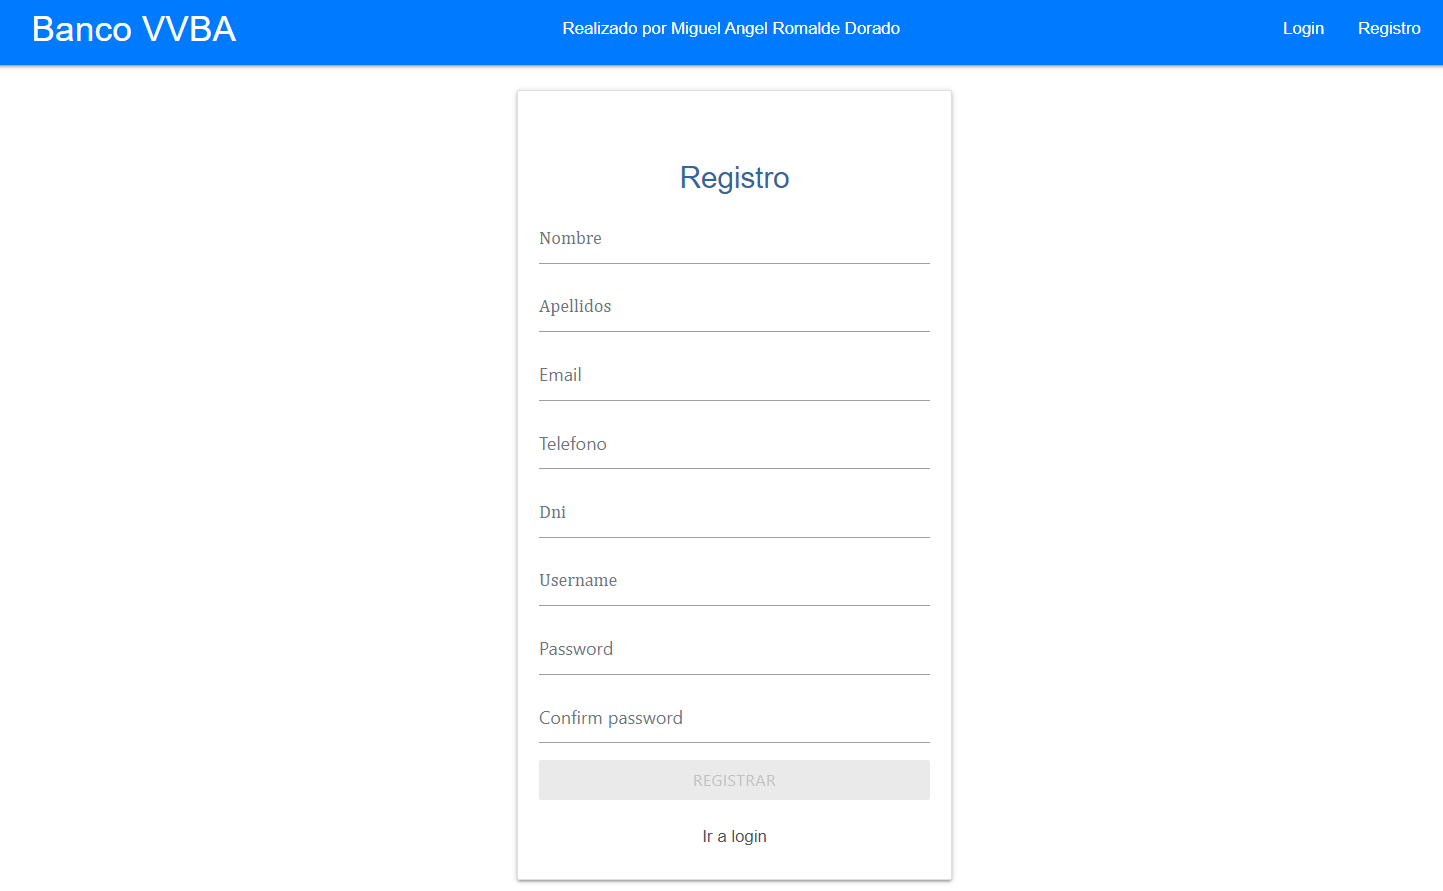 Banco VVBA
Realizado por Miguel Angel Romalde Dorado
Login
Registro
Registro
Nombre
Apellidos
Email
Telefono
Dni
Username
Password
Confirm password
REGISTRAR
Ir a login